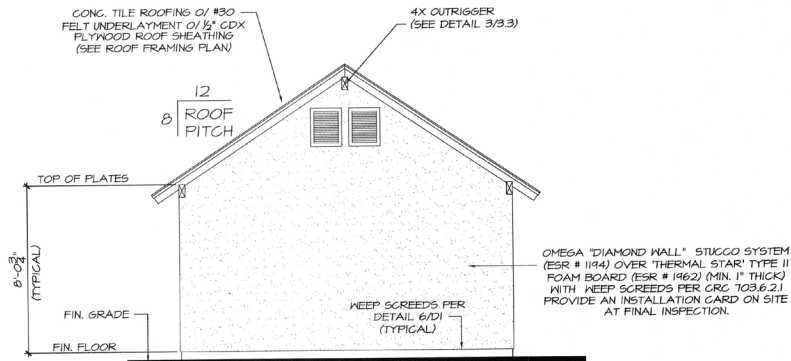 CONC. TILE ROOFING O/ #30
FELT UNDERLAYMENT O/ 1/2" CDX
PLYWOOD ROOF SHEATHING
(SEE ROOF FRAMING PLAN)
4X OUTRIGGER
(SEE DETAIL 3/3.3)
12
8
ROOF
PITCH
TOP OF PLATES
8'-0 3/4"
(TYPICAL)
OMEGA "DIAMOND WALL" STUCCO SYSTEM
(ESR # 1194) OVER 'THERMAL STAR' TYPE II
FOAM BOARD (ESR # 1962) (MIN. 1" THICK)
WITH WEEP SCREEDS PER CRC 703.6.2.1
PROVIDE AN INSTALLATION CARD ON SITE
AT FINAL INSPECTION.
FIN. GRADE
WEEP SCREEDS PER
DETAIL 6/D1
(TYPICAL)
FIN. FLOOR